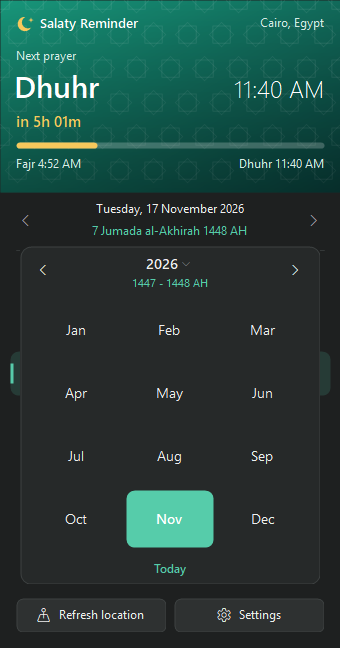 Salaty Reminder
Cairo, Egypt
Next prayer
Dhuhr
11:40 AM
in 5h 01m
Fajr 4:52 AM
Dhuhr 11:40 AM
Tuesday, 17 November 2026
7 Jumada al-Akhirah 1448 AH
2026
1447 - 1448 AH
Jan Feb Mar
Apr May Jun
Jul Aug Sep
Oct Nov Dec
Today
Refresh location
Settings